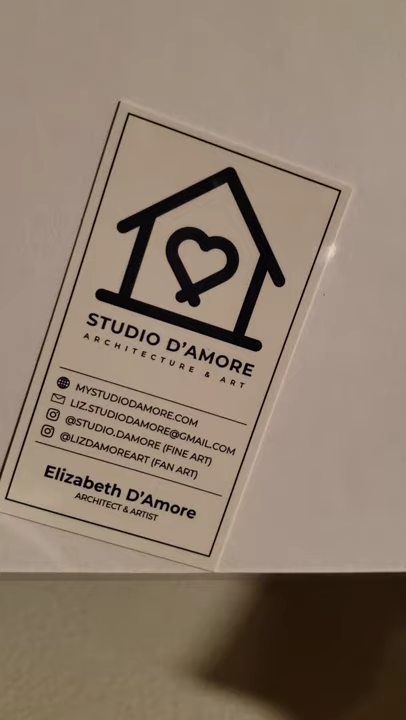 STUDIO D'AMORE
ARCHITECTURE & ART
MYSTUDIODAMORE.COM
LIZ.STUDIODAMORE@GMAIL.COM
@STUDIO.DAMORE (FINE ART)
@LIZDAMOREART (FAN ART)
Elizabeth D'Amore
ARCHITECT & ARTIST